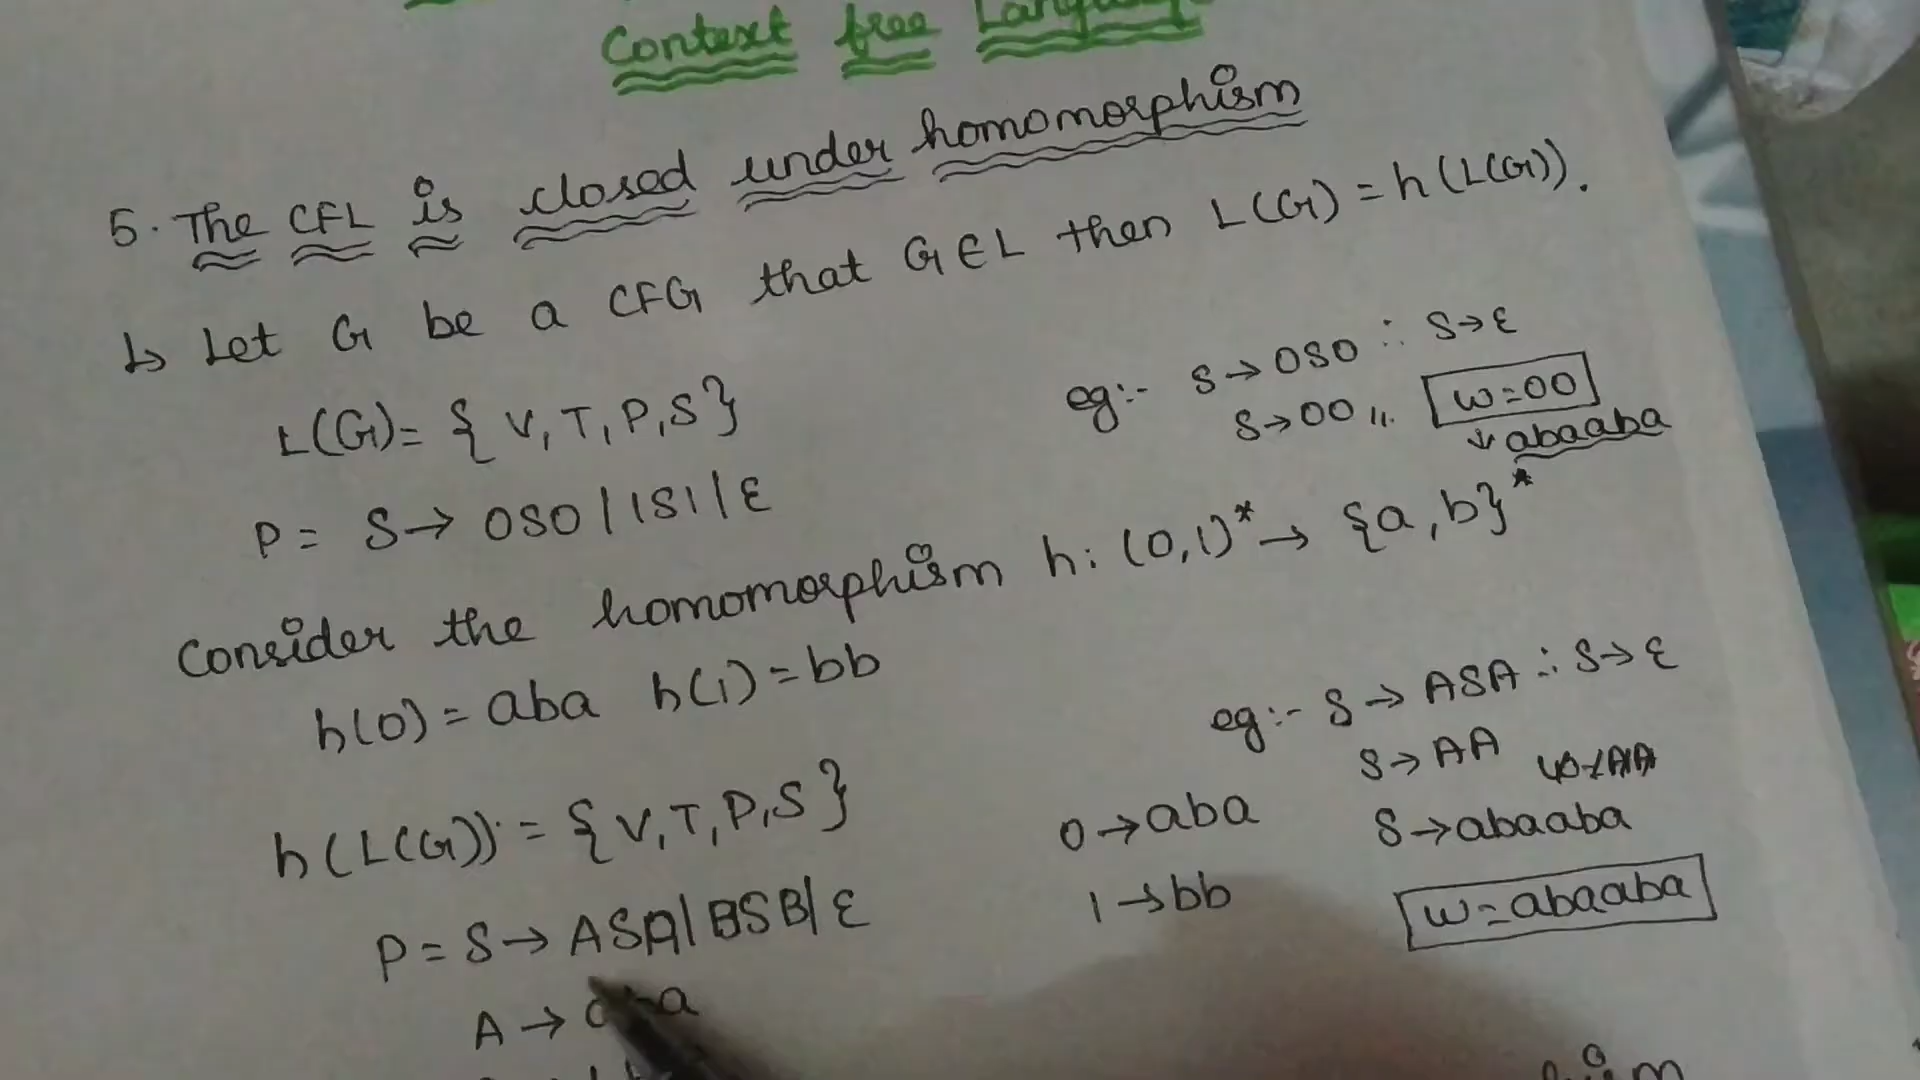 Context free
5. The CFL is closed under homomorphism
↳ Let G be a CFG that G ∈ L then L(G) = h(L(G)).
L(G) = { V, T, P, S }
P = S → 0S0 | 1S1 | ε
eg:- S → 0S0 ∵ S → ε
S → 00 ,,. w = 00
↓ abaaba
Consider the homomorphism h: (0,1)* → {a, b}*
h(0) = aba h(1) = bb
h(L(G)) = { V, T, P, S }
P = S → ASA | BSB | ε
A →
0 → aba
1 → bb
eg:- S → ASA ∵ S → ε
S → AA
S → abaaba
w = abaaba